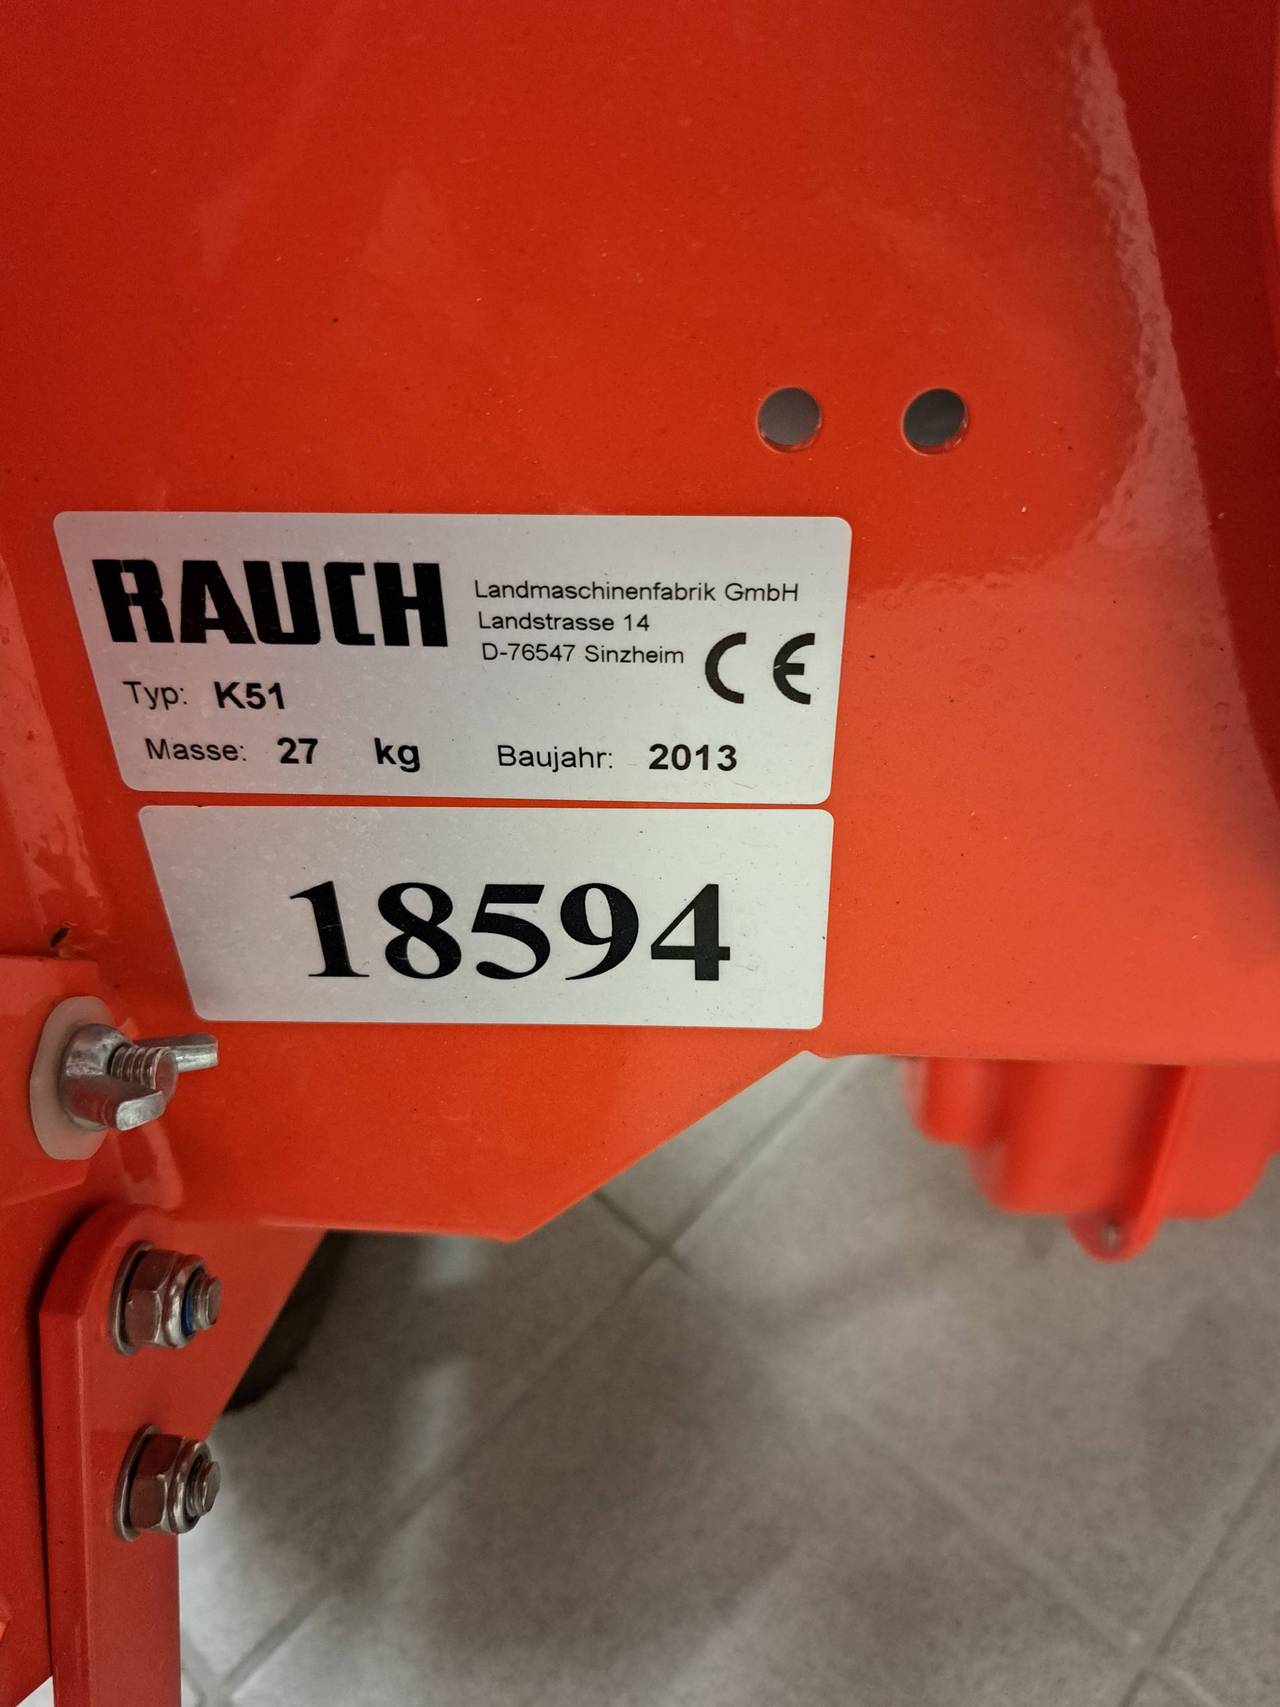 RAUCH
Landmaschinenfabrik GmbH
Landstrasse 14
D-76547 Sinzheim
CE
Typ: K51
Masse: 27 kg Baujahr: 2013
18594